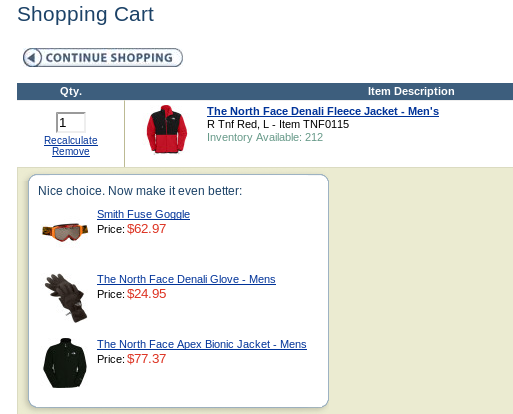 Shopping Cart
CONTINUE SHOPPING
Qty. Item Description
1
The North Face Denali Fleece Jacket - Men's
R Tnf Red, L - Item TNF0115
Inventory Available: 212
Recalculate
Remove
Nice choice. Now make it even better:
Smith Fuse Goggle
Price: $62.97
The North Face Denali Glove - Mens
Price: $24.95
The North Face Apex Bionic Jacket - Mens
Price: $77.37